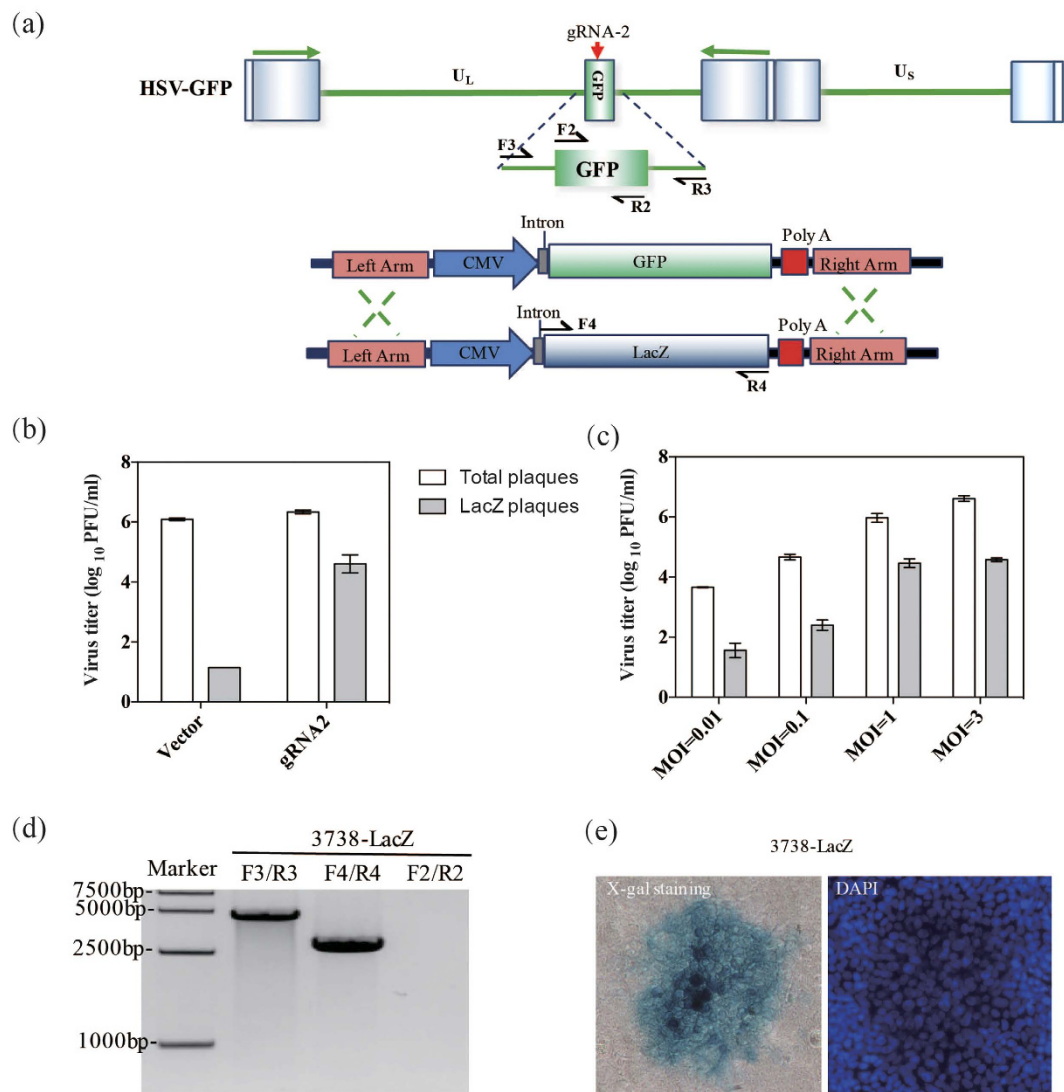 (a)
gRNA-2
HSV-GFP
U_L
GFP
U_S
F3
F2
GFP
R2
R3
Intron
Poly A
Left Arm
CMV
GFP
Right Arm
Intron
F4
Poly A
Left Arm
CMV
LacZ
Right Arm
R4
(b)
Virus titer (log 10 PFU/ml)
8
6
4
2
0
Vector
gRNA2
Total plaques
LacZ plaques
(c)
Virus titer (log 10 PFU/ml)
8
6
4
2
0
MOI=0.01
MOI=0.1
MOI=1
MOI=3
(d)
3738-LacZ
Marker
F3/R3 F4/R4 F2/R2
7500bp-
5000bp-
2500bp-
1000bp-
(e)
3738-LacZ
X-gal staining
DAPI